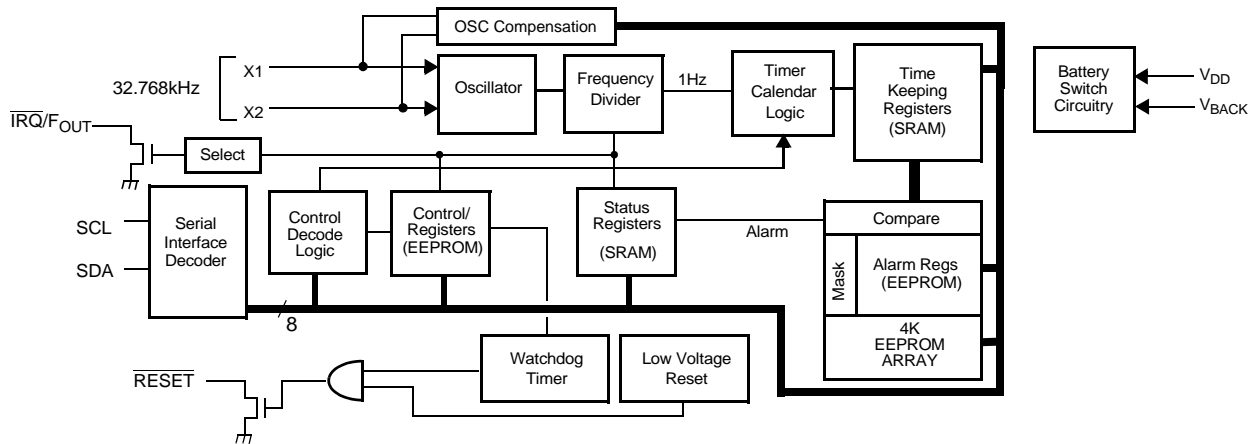 OSC Compensation
32.768kHz
X1
X2
Oscillator
Frequency
Divider
1Hz
Timer
Calendar
Logic
Time
Keeping
Registers
(SRAM)
Battery
Switch
Circuitry
VDD
VBACK
IRQ/FOUT
Select
SCL
SDA
Serial
Interface
Decoder
Control
Decode
Logic
Control/
Registers
(EEPROM)
Status
Registers
(SRAM)
Alarm
Compare
Mask
Alarm Regs
(EEPROM)
4K
EEPROM
ARRAY
8
RESET
Watchdog
Timer
Low Voltage
Reset